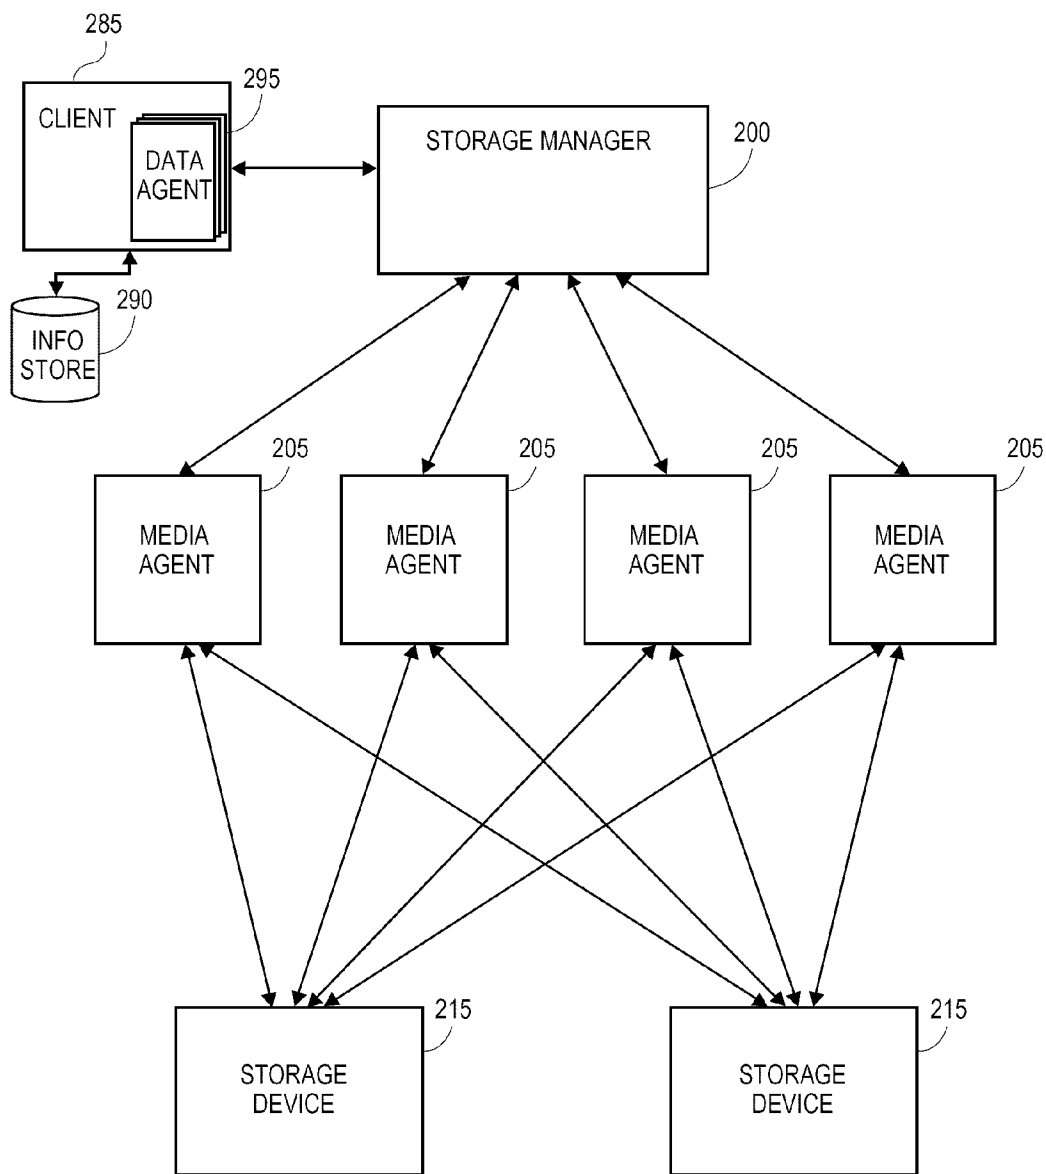 285
CLIENT
295
DATA
AGENT
STORAGE MANAGER
200
290
INFO
STORE
205
205
205
205
MEDIA
AGENT
MEDIA
AGENT
MEDIA
AGENT
MEDIA
AGENT
215
215
STORAGE
DEVICE
STORAGE
DEVICE